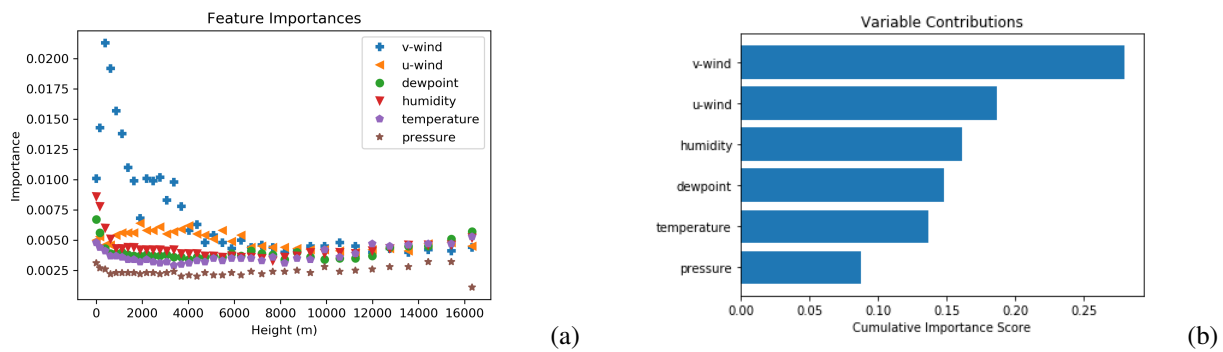 Feature Importances
0.0200
0.0175
0.0150
0.0125
0.0100
0.0075
0.0050
0.0025
Importance
v-wind
u-wind
dewpoint
humidity
temperature
pressure
0 2000 4000 6000 8000 10000 12000 14000 16000
Height (m)
(a)
Variable Contributions
v-wind
u-wind
humidity
dewpoint
temperature
pressure
0.00 0.05 0.10 0.15 0.20 0.25
Cumulative Importance Score
(b)